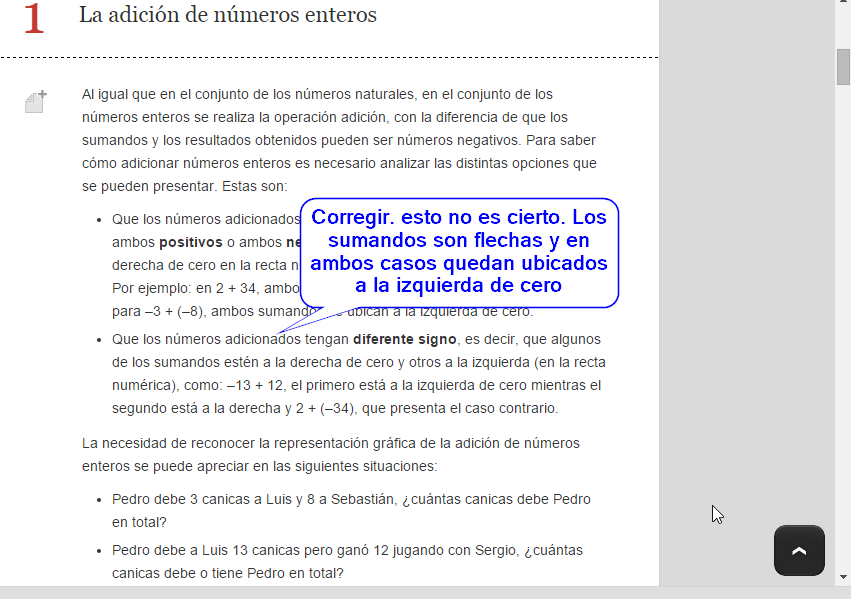 1 La adición de números enteros
Al igual que en el conjunto de los números naturales, en el conjunto de los
números enteros se realiza la operación adición, con la diferencia de que los
sumandos y los resultados obtenidos pueden ser números negativos. Para saber
cómo adicionar números enteros es necesario analizar las distintas opciones que
se pueden presentar. Estas son:
• Que los números adicionados
ambos positivos o ambos
derecha de cero en la recta
Por ejemplo: en 2 + 34,
para –3 + (–8), ambos ubican a la izquierda de cero.
Corregir. esto no es cierto. Los
sumandos son flechas y en
ambos casos quedan ubicados
a la izquierda de cero
• Que los números adicionados tengan diferente signo, es decir, que algunos
de los sumandos estén a la derecha de cero y otros a la izquierda (en la recta
numérica), como: –13 + 12, el primero está a la izquierda de cero mientras el
segundo está a la derecha y 2 + (–34), que presenta el caso contrario.
La necesidad de reconocer la representación gráfica de la adición de números
enteros se puede apreciar en las siguientes situaciones:
• Pedro debe 3 canicas a Luis y 8 a Sebastián, ¿cuántas canicas debe Pedro
en total?
• Pedro debe a Luis 13 canicas pero ganó 12 jugando con Sergio, ¿cuántas
canicas debe o tiene Pedro en total?